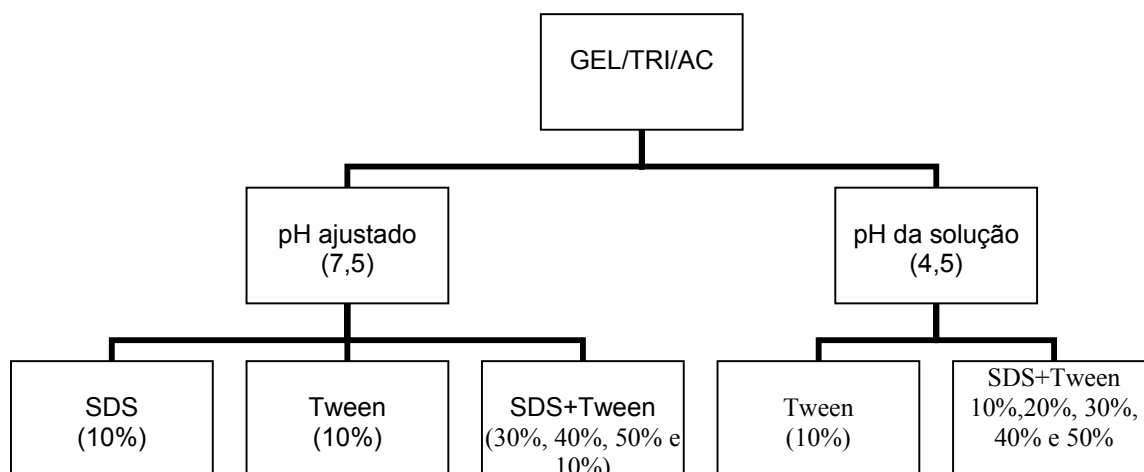 GEL/TRI/AC
pH ajustado
(7,5)
pH da solução
(4,5)
SDS
(10%)
Tween
(10%)
SDS+Tween
(30%, 40%, 50% e
10%)
Tween
(10%)
SDS+Tween
10%,20%, 30%,
40% e 50%